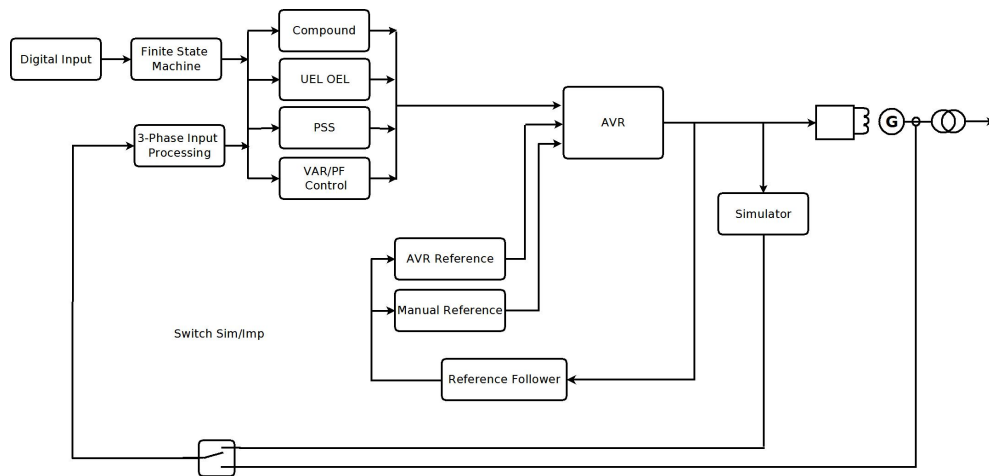 Digital Input
Finite State
Machine
Compound
UEL OEL
PSS
VAR/PF
Control
3-Phase Input
Processing
AVR
G
Simulator
AVR Reference
Manual Reference
Reference Follower
Switch Sim/Imp